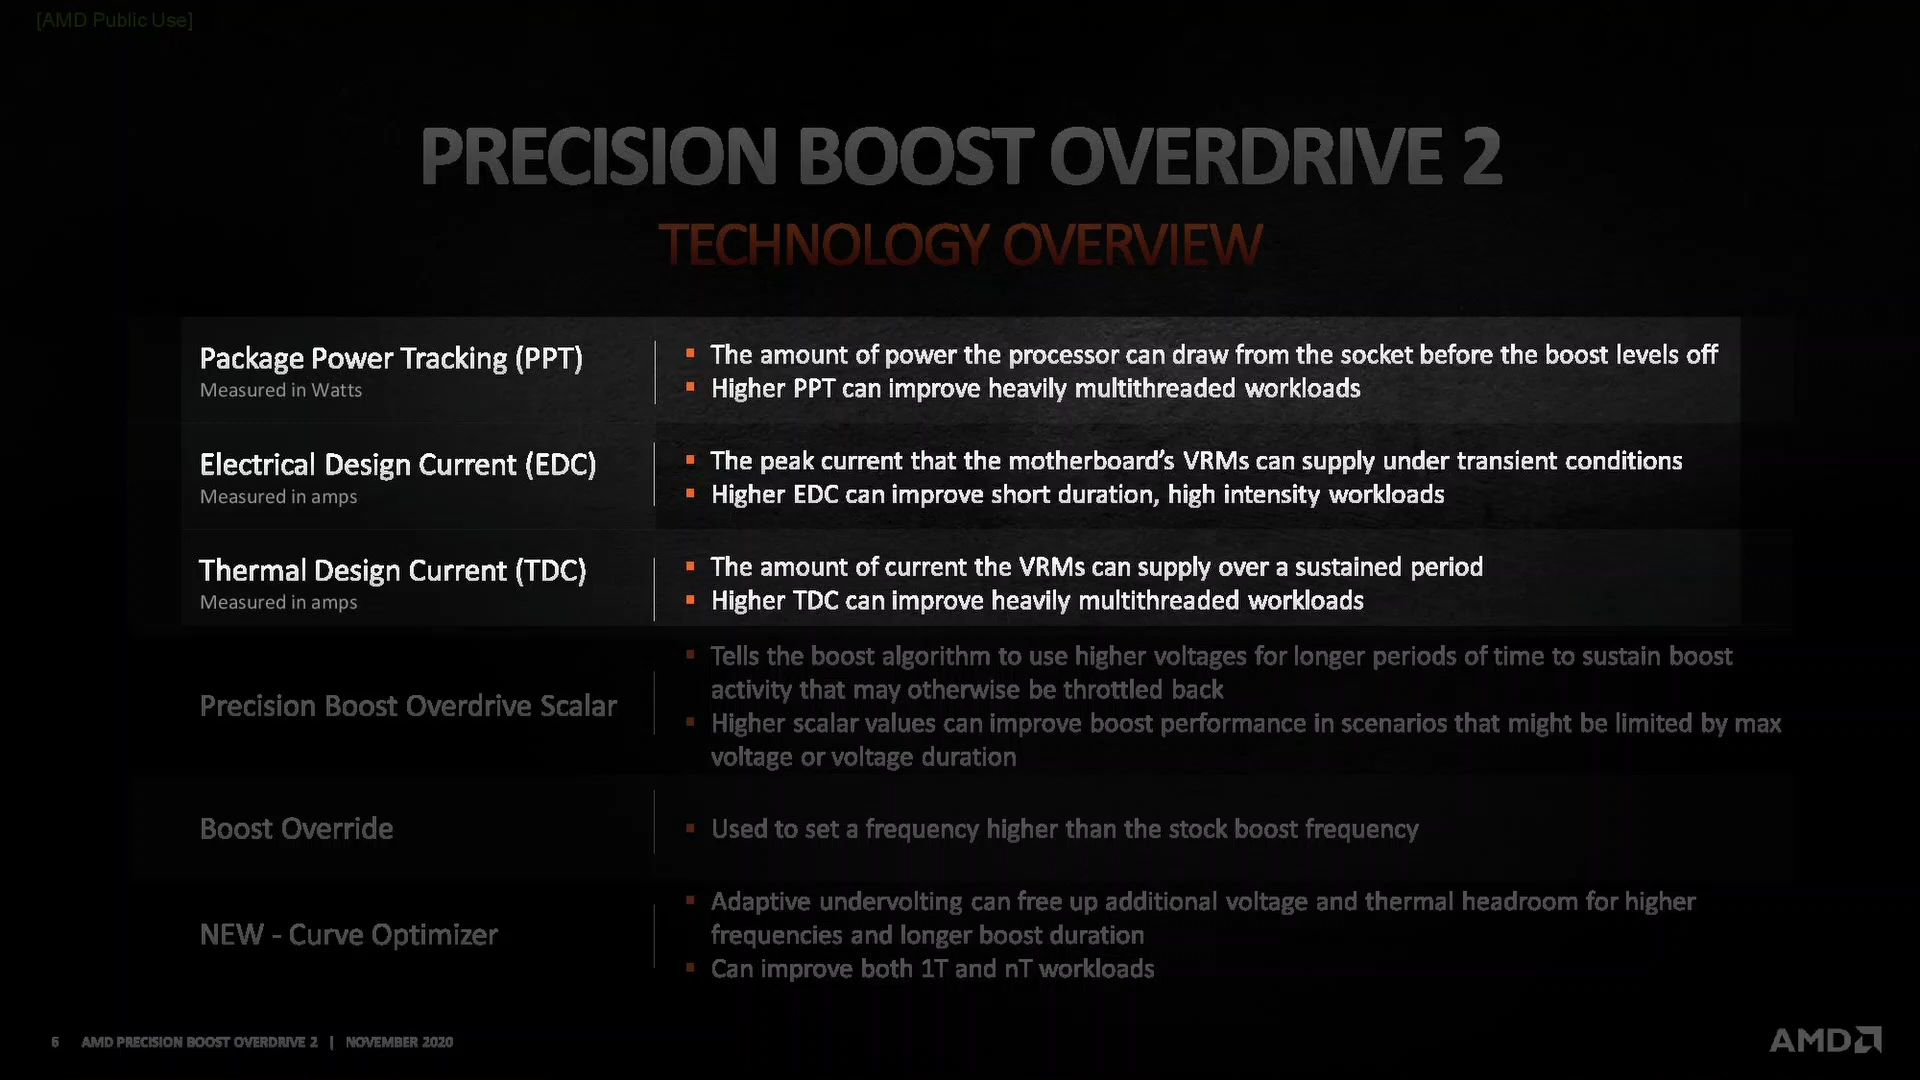 [AMD Public Use]
PRECISION BOOST OVERDRIVE 2
TECHNOLOGY OVERVIEW
Package Power Tracking (PPT)
Measured in Watts
▪ The amount of power the processor can draw from the socket before the boost levels off
▪ Higher PPT can improve heavily multithreaded workloads
Electrical Design Current (EDC)
Measured in amps
▪ The peak current that the motherboard’s VRMs can supply under transient conditions
▪ Higher EDC can improve short duration, high intensity workloads
Thermal Design Current (TDC)
Measured in amps
▪ The amount of current the VRMs can supply over a sustained period
▪ Higher TDC can improve heavily multithreaded workloads
Precision Boost Overdrive Scalar
▪ Tells the boost algorithm to use higher voltages for longer periods of time to sustain boost
activity that may otherwise be throttled back
▪ Higher scalar values can improve boost performance in scenarios that might be limited by max
voltage or voltage duration
Boost Override
▪ Used to set a frequency higher than the stock boost frequency
NEW - Curve Optimizer
▪ Adaptive undervolting can free up additional voltage and thermal headroom for higher
frequencies and longer boost duration
▪ Can improve both 1T and nT workloads
6 AMD PRECISION BOOST OVERDRIVE 2 | NOVEMBER 2020
AMD